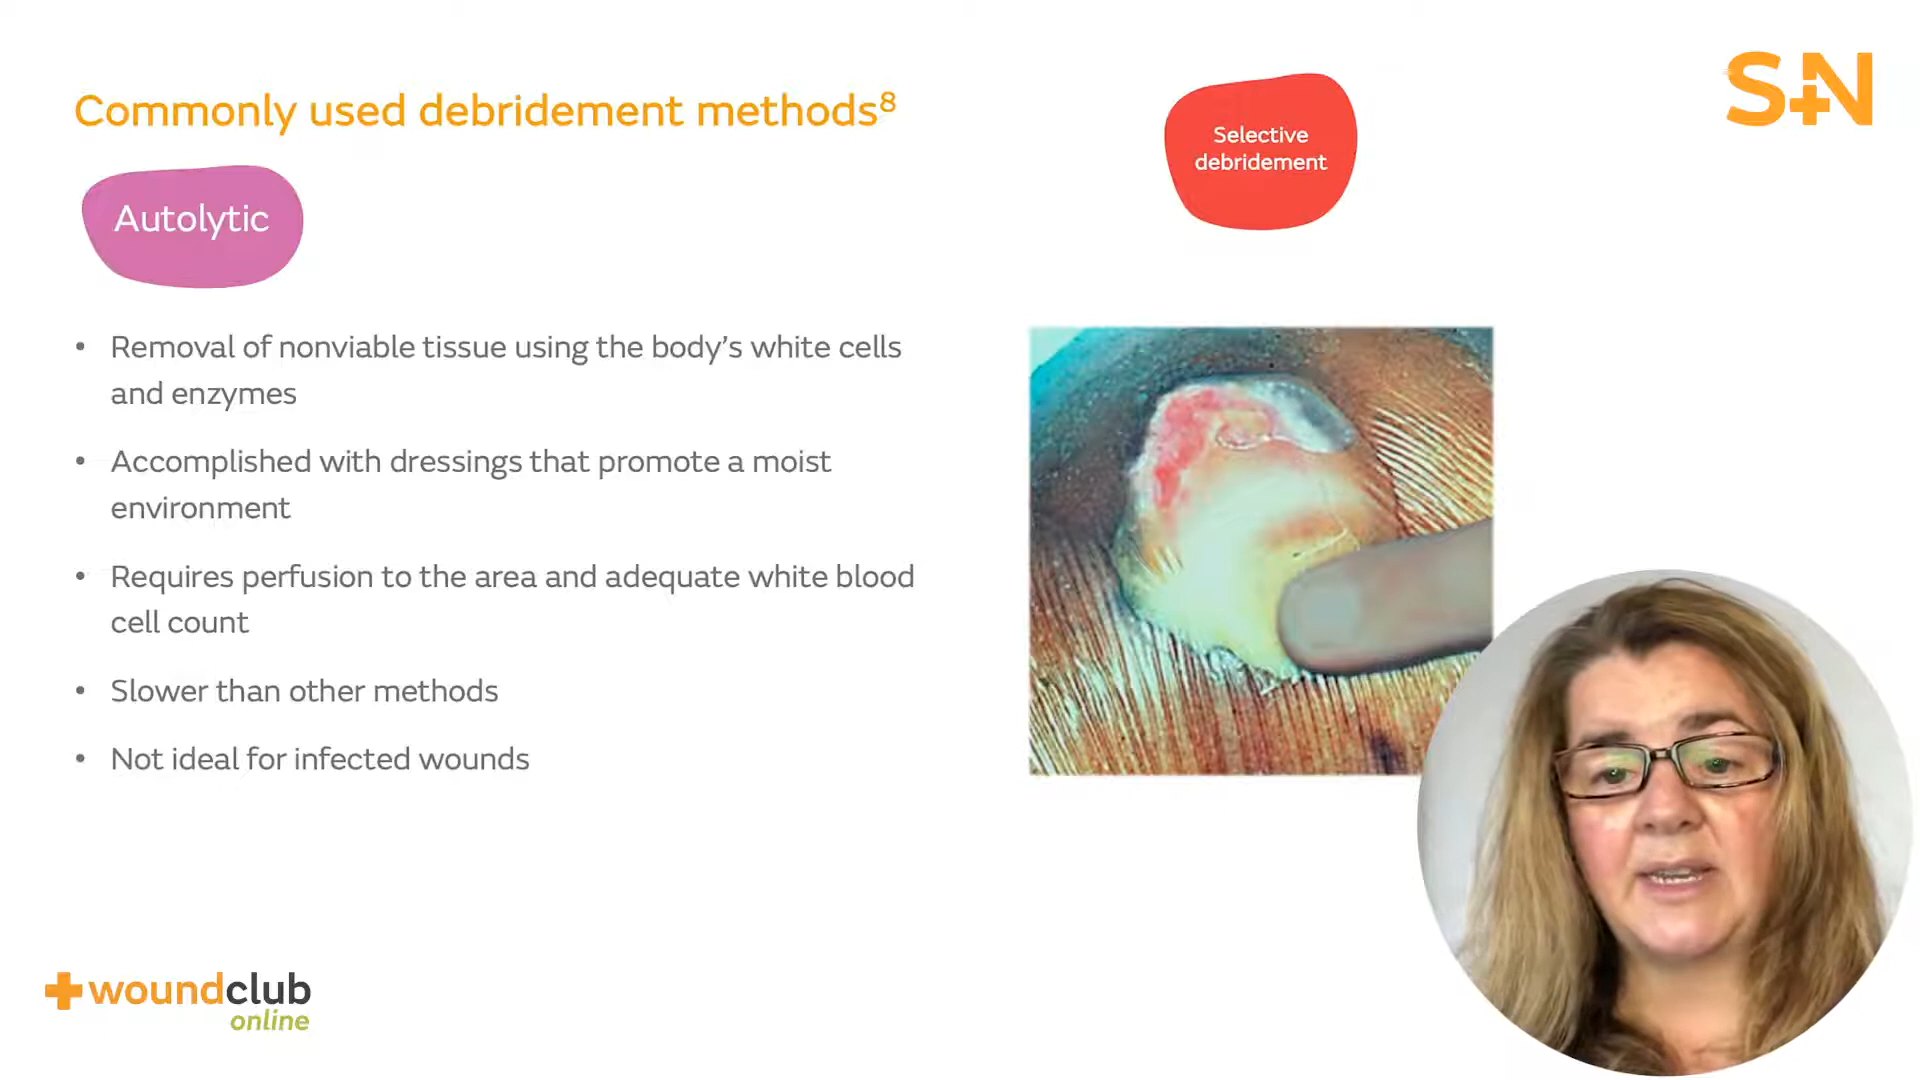 S+N
Commonly used debridement methods⁸
Selective
debridement
Autolytic
• Removal of nonviable tissue using the body’s white cells
and enzymes
• Accomplished with dressings that promote a moist
environment
• Requires perfusion to the area and adequate white blood
cell count
• Slower than other methods
• Not ideal for infected wounds
woundclub
online